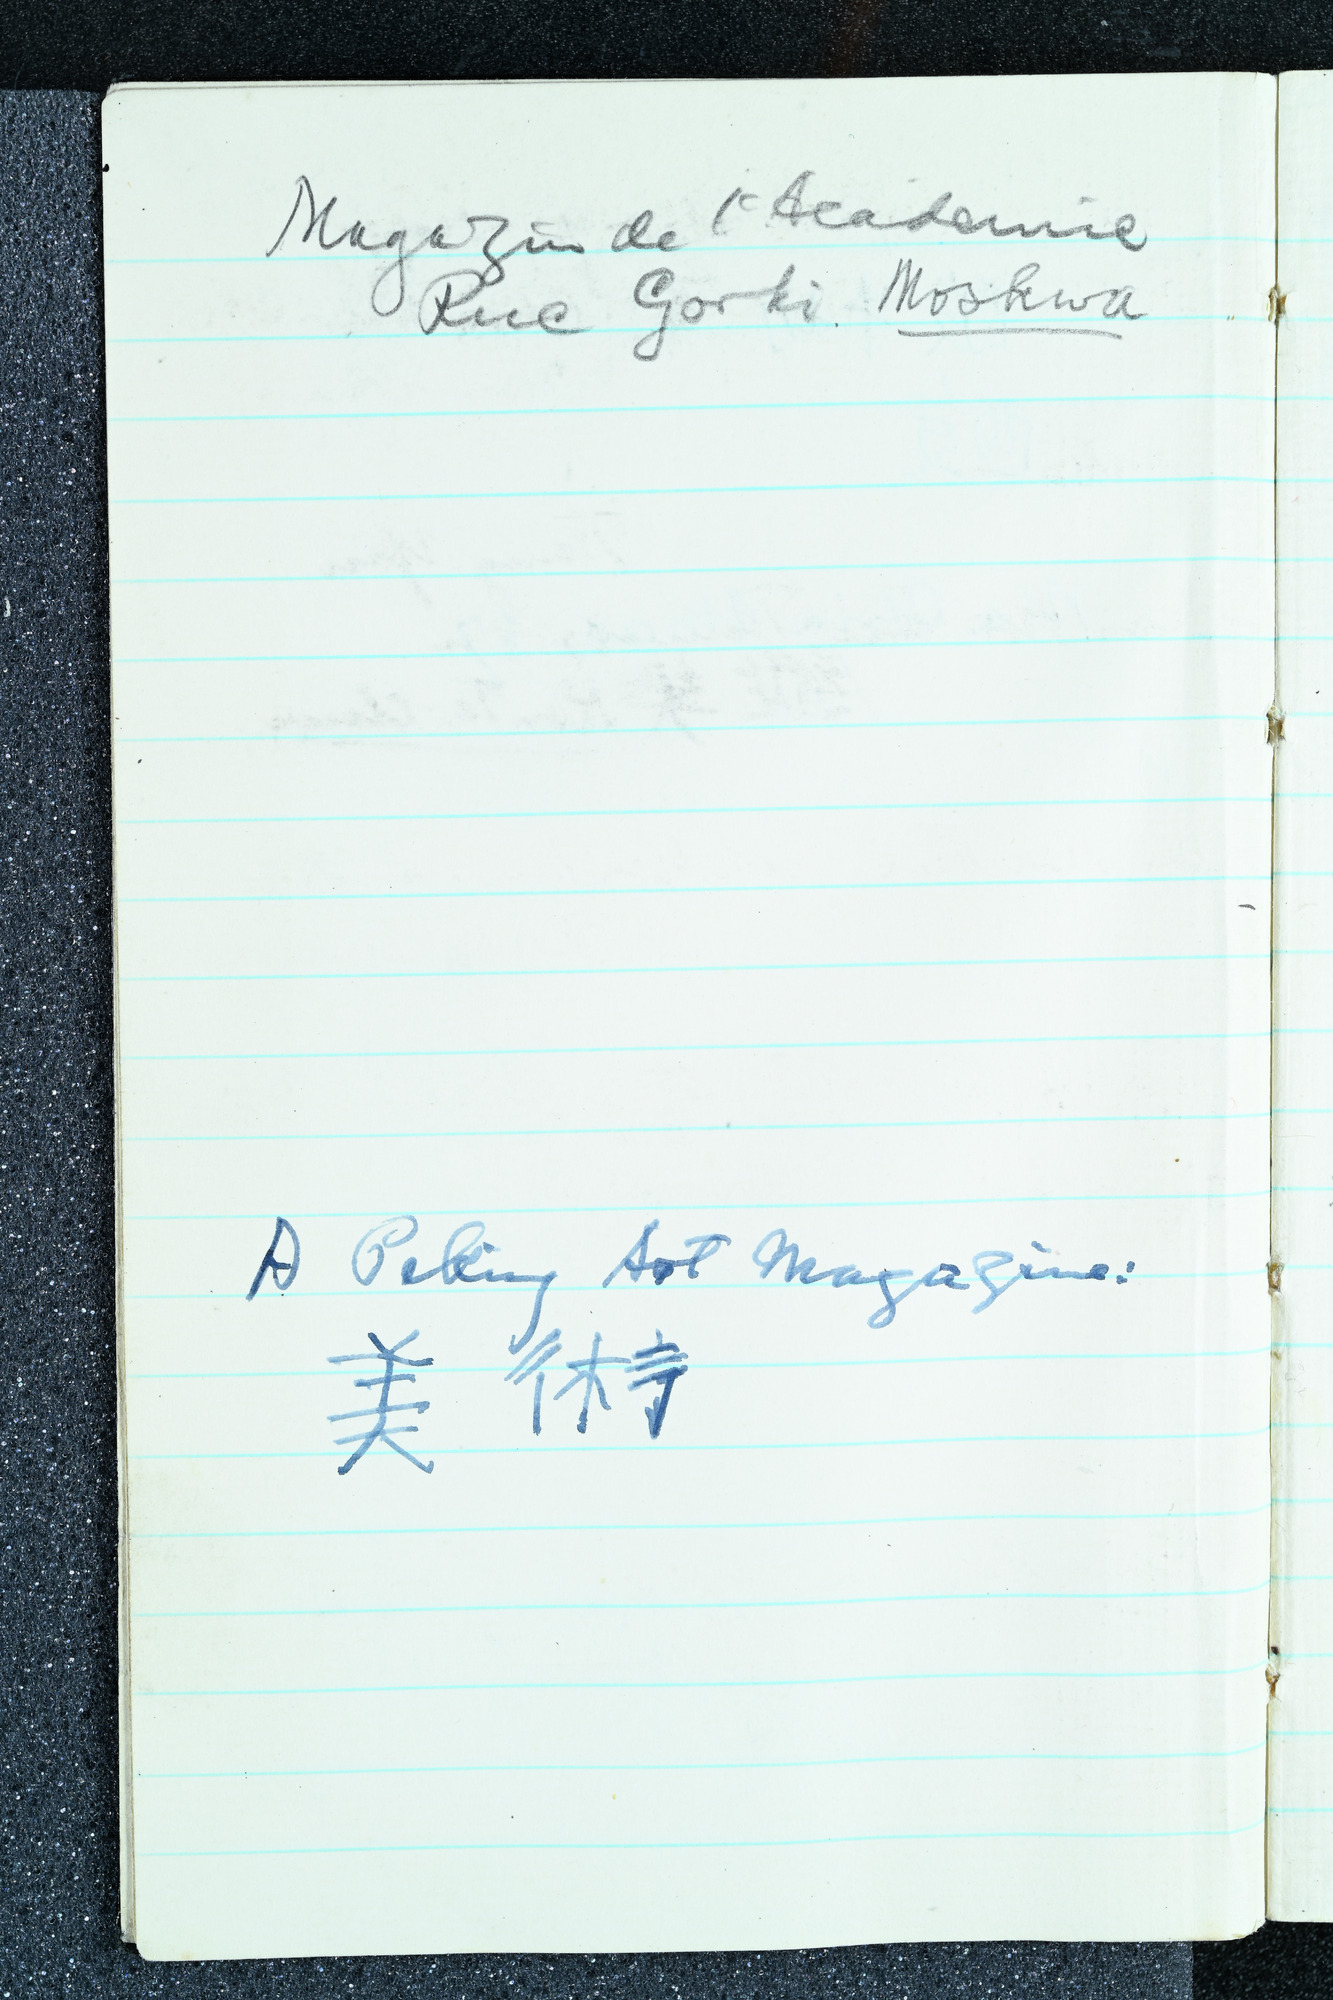 Magazin de l'Academie
Rue Gorki Moskwa
A Peking Art Magazine:
美術